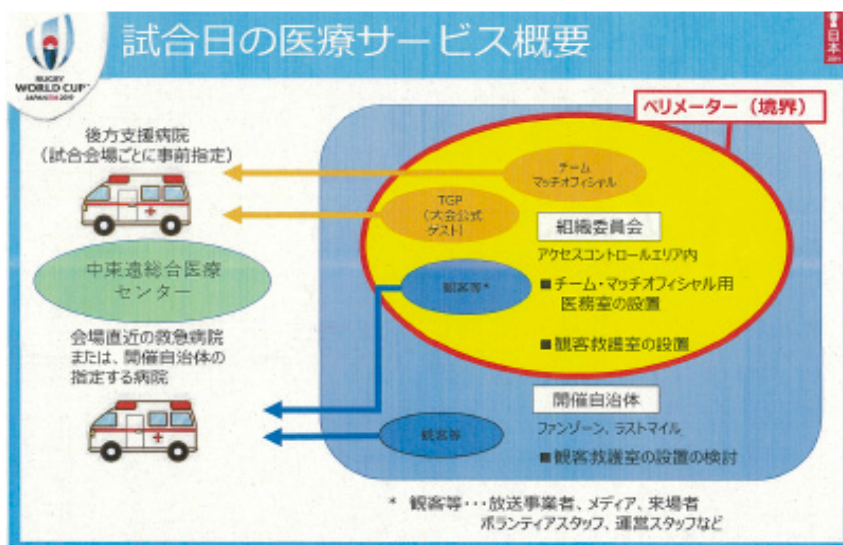 試合日の医療サービス概要
RUGBY
WORLD CUP
JAPAN 2019
日本
2019
ペリメーター（境界）
後方支援病院
（試合会場ごとに事前指定）
チーム
マッチオフィシャル
TGP
（大会公式
ゲスト）
組織委員会
アクセスコントロールエリア内
中東遠総合医療
センター
観客等*
■チーム・マッチオフィシャル用
医務室の設置
■観客救護室の設置
会場直近の救急病院
または、開催自治体の
指定する病院
開催自治体
ファンゾーン、ラストマイル
観客等
■観客救護室の設置の検討
* 観客等・・・放送事業者、メディア、来場者
ボランティアスタッフ、運営スタッフなど